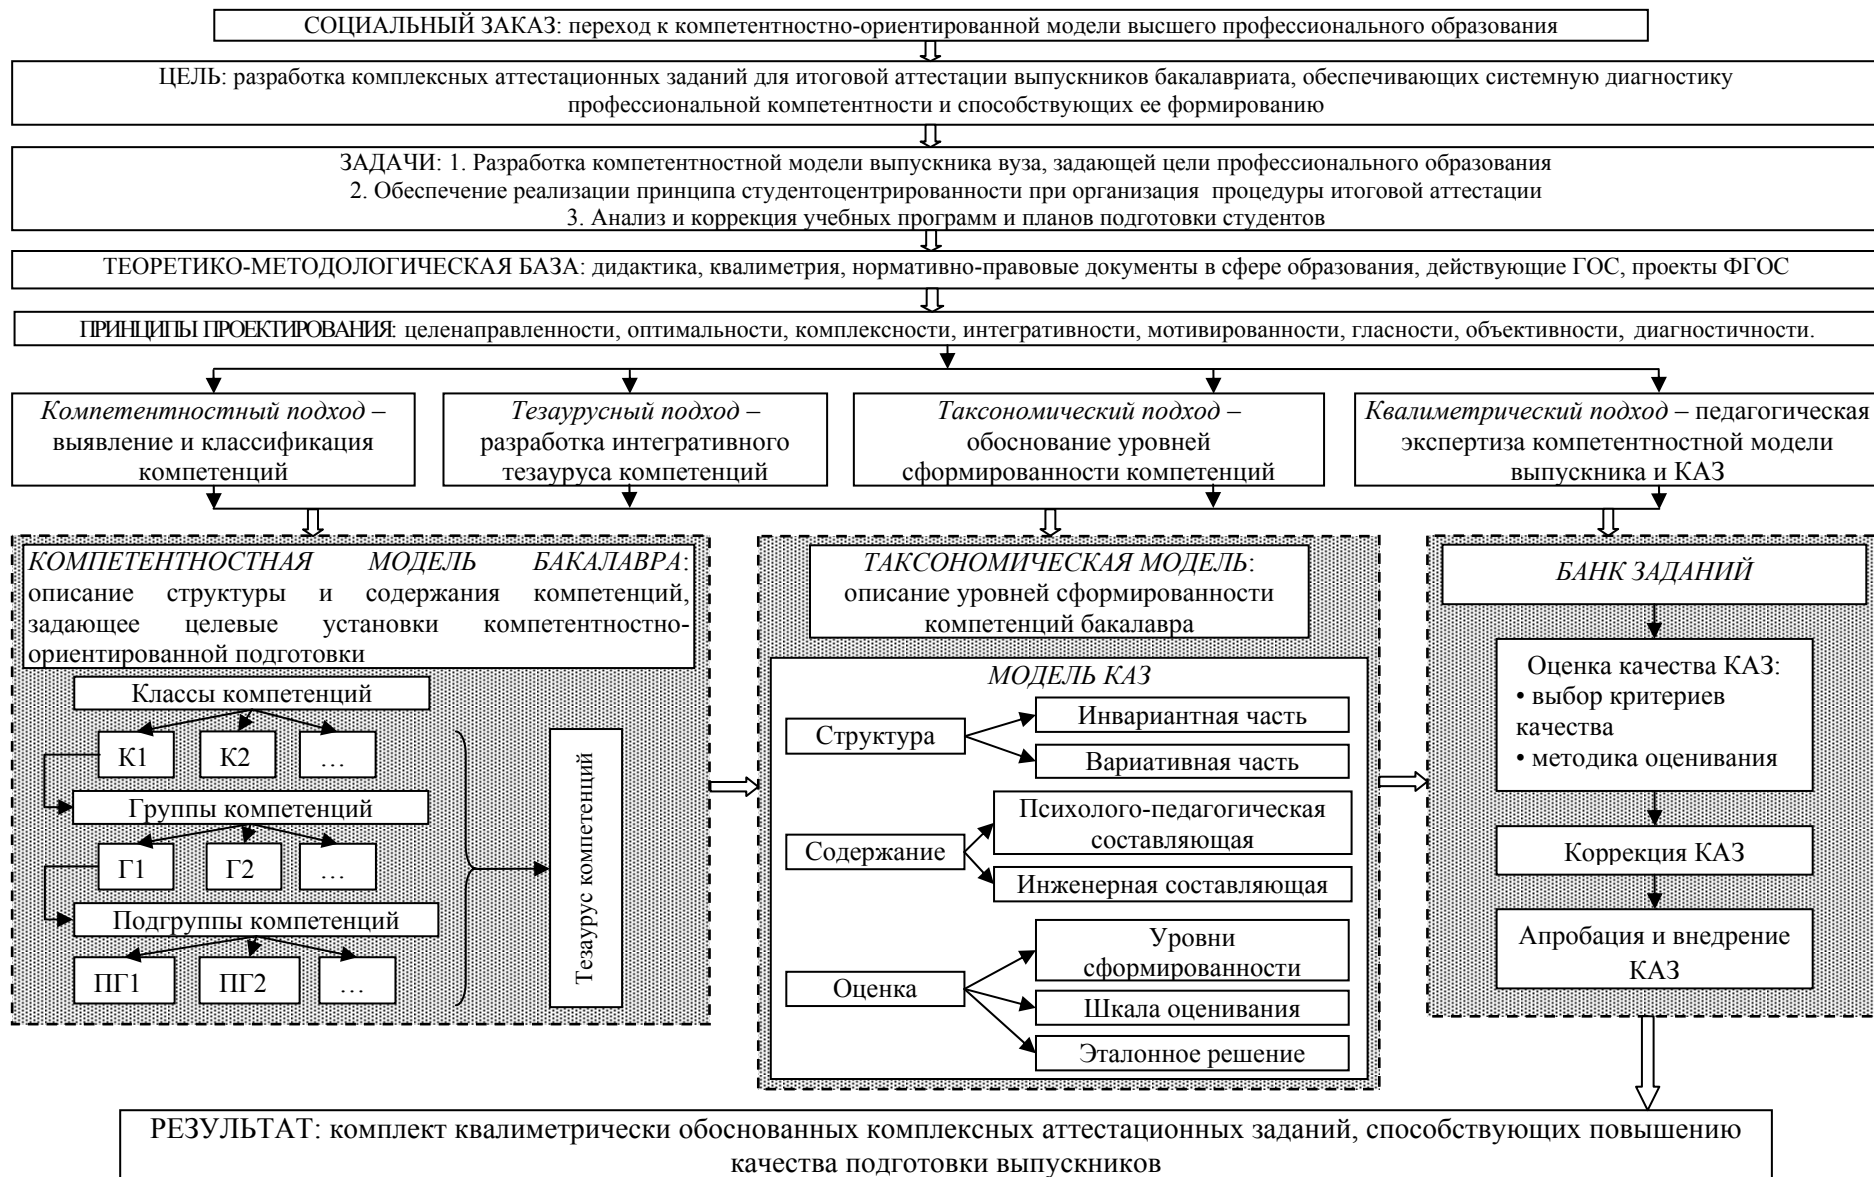 СОЦИАЛЬНЫЙ ЗАКАЗ: переход к компетентностно-ориентированной модели высшего профессионального образования
ЦЕЛЬ: разработка комплексных аттестационных заданий для итоговой аттестации выпускников бакалавриата, обеспечивающих системную диагностику
профессиональной компетентности и способствующих ее формированию
ЗАДАЧИ: 1. Разработка компетентностной модели выпускника вуза, задающей цели профессионального образования
2. Обеспечение реализации принципа студентоцентрированности при организация процедуры итоговой аттестации
3. Анализ и коррекция учебных программ и планов подготовки студентов
ТЕОРЕТИКО-МЕТОДОЛОГИЧЕСКАЯ БАЗА: дидактика, квалиметрия, нормативно-правовые документы в сфере образования, действующие ГОС, проекты ФГОС
ПРИНЦИПЫ ПРОЕКТИРОВАНИЯ: целенаправленности, оптимальности, комплексности, интегративности, мотивированности, гласности, объективности, диагностичности.
Компетентностный подход –
выявление и классификация
компетенций
Тезаурусный подход –
разработка интегративного
тезауруса компетенций
Таксономический подход –
обоснование уровней
сформированности компетенций
Квалиметрический подход – педагогическая
экспертиза компетентностной модели
выпускника и КАЗ
КОМПЕТЕНТНОСТНАЯ МОДЕЛЬ БАКАЛАВРА:
описание структуры и содержания компетенций,
задающее целевые установки компетентностно-
ориентированной подготовки
Классы компетенций
К1
К2
…
Группы компетенций
Г1
Г2
…
Подгруппы компетенций
ПГ1
ПГ2
…
Тезаурус компетенций
ТАКСОНОМИЧЕСКАЯ МОДЕЛЬ:
описание уровней сформированности
компетенций бакалавра
МОДЕЛЬ КАЗ
Структура
Инвариантная часть
Вариативная часть
Содержание
Психолого-педагогическая
составляющая
Инженерная составляющая
Оценка
Уровни
сформированности
Шкала оценивания
Эталонное решение
БАНК ЗАДАНИЙ
Оценка качества КАЗ:
• выбор критериев
качества
• методика оценивания
Коррекция КАЗ
Апробация и внедрение
КАЗ
РЕЗУЛЬТАТ: комплект квалиметрически обоснованных комплексных аттестационных заданий, способствующих повышению
качества подготовки выпускников